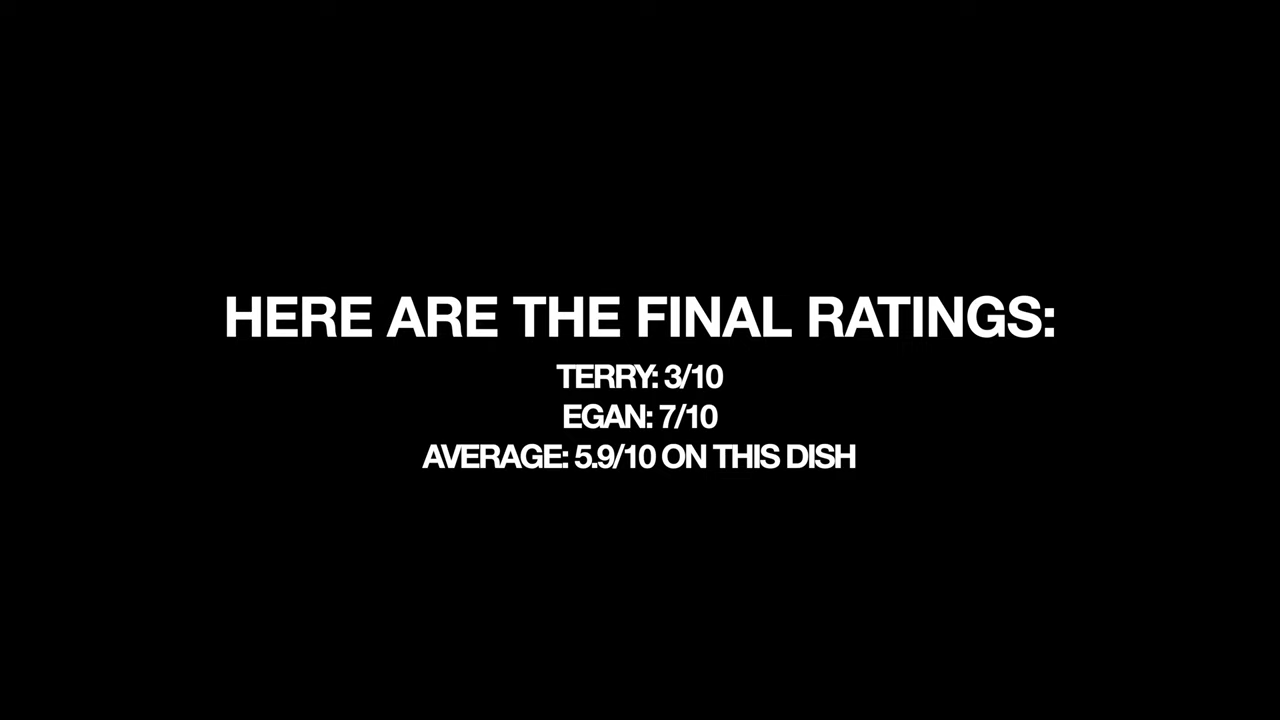 HERE ARE THE FINAL RATINGS:
TERRY: 3/10
EGAN: 7/10
AVERAGE: 5.9/10 ON THIS DISH